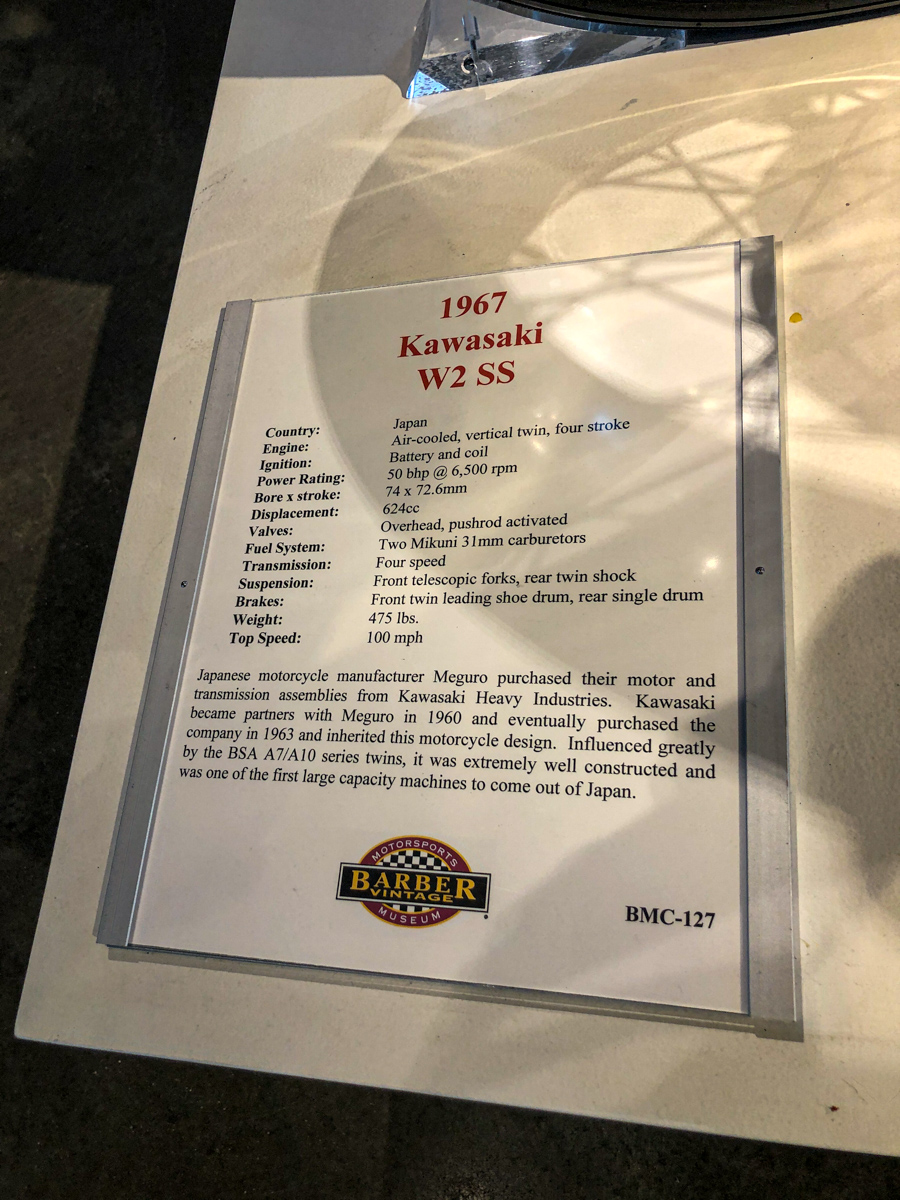 1967
Kawasaki
W2 SS
Country: Japan
Engine: Air-cooled, vertical twin, four stroke
Ignition: Battery and coil
Power Rating: 50 bhp @ 6,500 rpm
Bore x stroke: 74 x 72.6mm
Displacement: 624cc
Valves: Overhead, pushrod activated
Fuel System: Two Mikuni 31mm carburetors
Transmission: Four speed
Suspension: Front telescopic forks, rear twin shock
Brakes: Front twin leading shoe drum, rear single drum
Weight: 475 lbs.
Top Speed: 100 mph
Japanese motorcycle manufacturer Meguro purchased their motor and
transmission assemblies from Kawasaki Heavy Industries. Kawasaki
became partners with Meguro in 1960 and eventually purchased the
company in 1963 and inherited this motorcycle design. Influenced greatly
by the BSA A7/A10 series twins, it was extremely well constructed and
was one of the first large capacity machines to come out of Japan.
MOTORSPORTS
BARBER
VINTAGE
MUSEUM
BMC-127